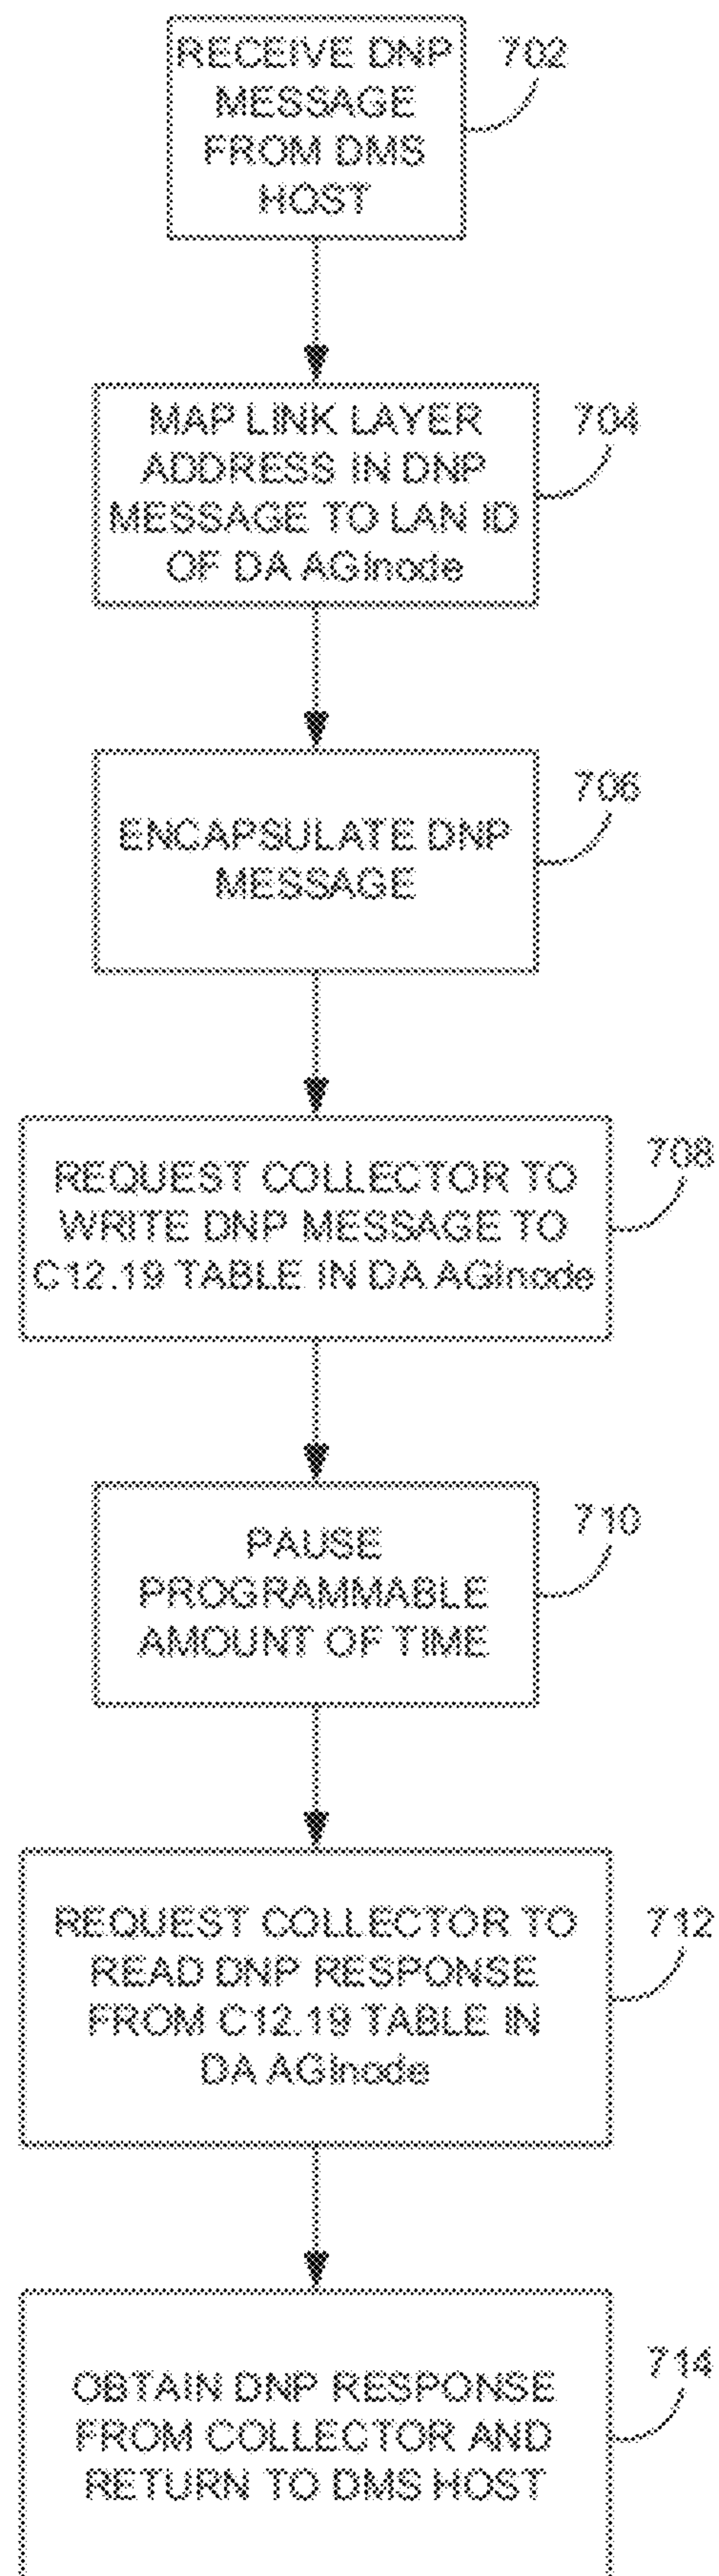 RECEIVE DNP
MESSAGE
FROM DMS
HOST
702
MAP LINK LAYER
ADDRESS IN DNP
MESSAGE TO LAN ID
OF DA AGInode
704
ENCAPSULATE DNP
MESSAGE
706
REQUEST COLLECTOR TO
WRITE DNP MESSAGE TO
C12.19 TABLE IN DA AGInode
708
PAUSE
PROGRAMMABLE
AMOUNT OF TIME
710
REQUEST COLLECTOR TO
READ DNP RESPONSE
FROM C12.19 TABLE IN
DA AGInode
712
OBTAIN DNP RESPONSE
FROM COLLECTOR AND
RETURN TO DMS HOST
714